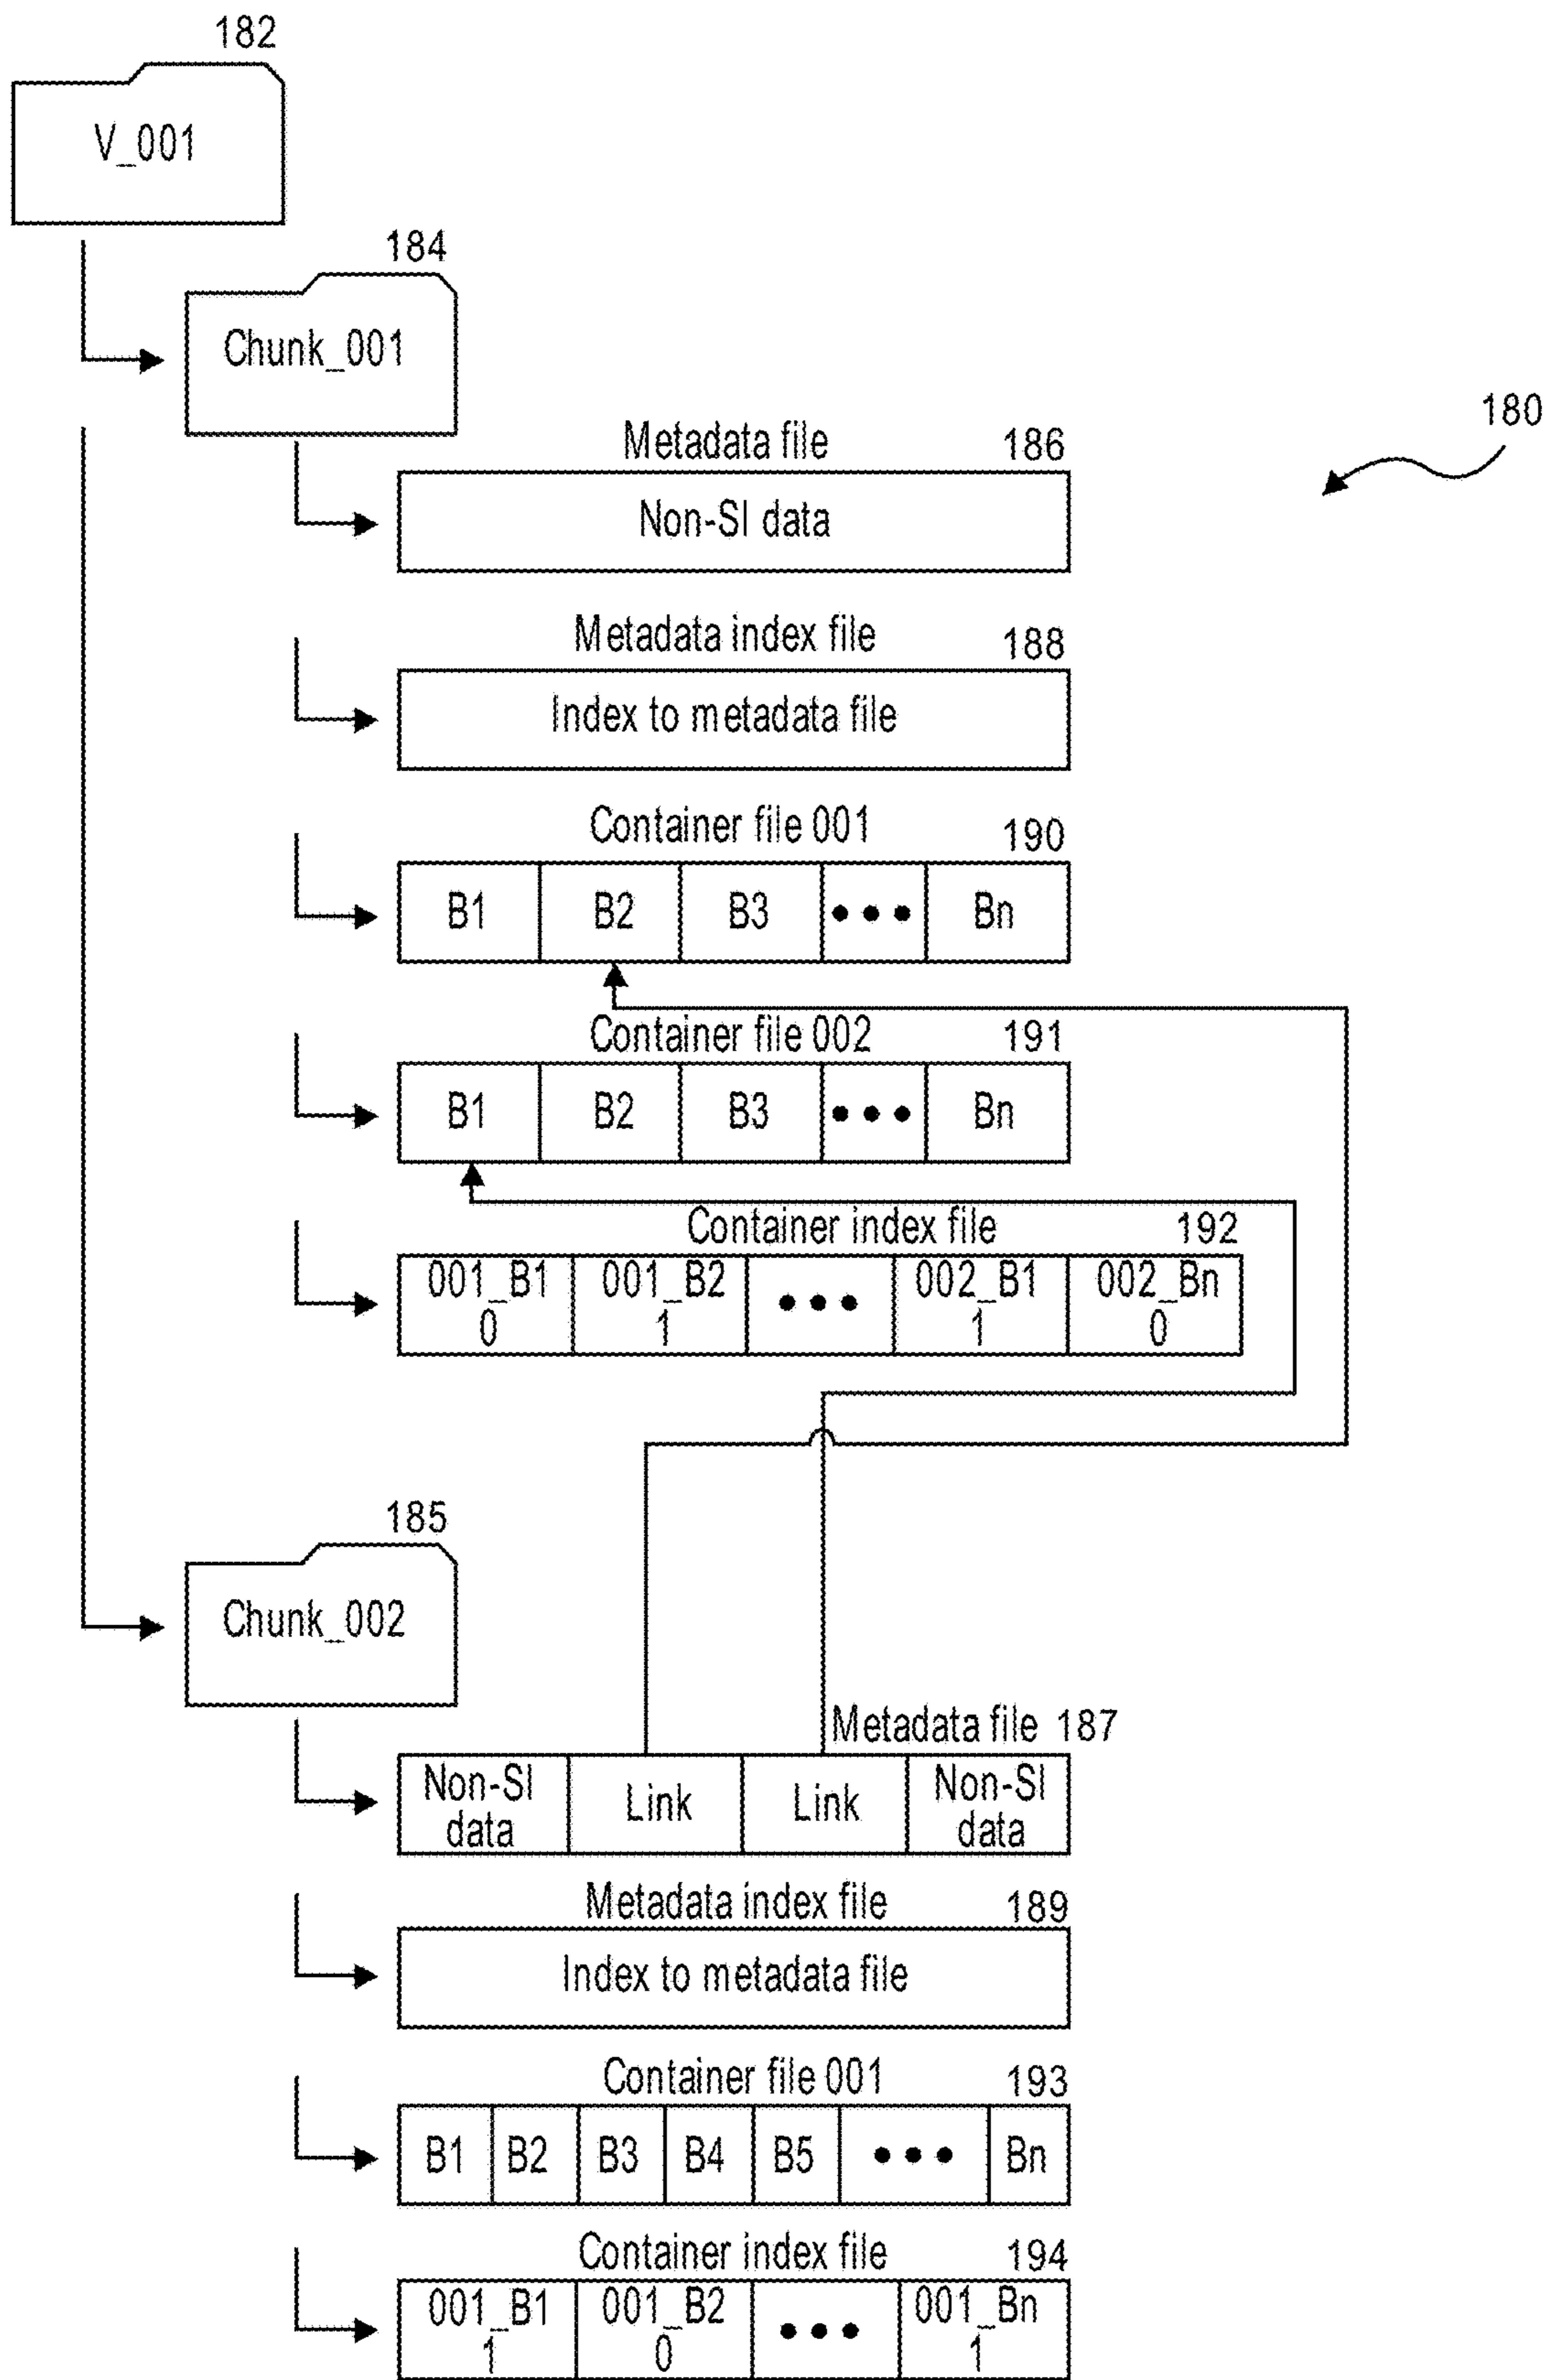 182
V_001
184
Chunk_001
180
Metadata file 186
Non-SI data
Metadata index file 188
Index to metadata file
Container file 001 190
B1 B2 B3 ••• Bn
Container file 002 191
B1 B2 B3 ••• Bn
Container index file 192
001_B1 001_B2 ••• 002_B1 002_Bn
0 1 1 0
185
Chunk_002
Metadata file 187
Non-SI Link Link Non-SI
data data
Metadata index file 189
Index to metadata file
Container file 001 193
B1 B2 B3 B4 B5 ••• Bn
Container index file 194
001_B1 001_B2 ••• 001_Bn
1 0 1